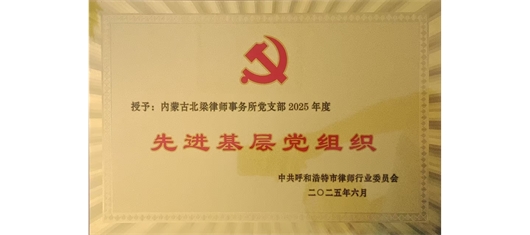 授予：内蒙古北梁律师事务所党支部2025年度
先进基层党组织
中共呼和浩特市律师行业委员会
二〇二五年六月